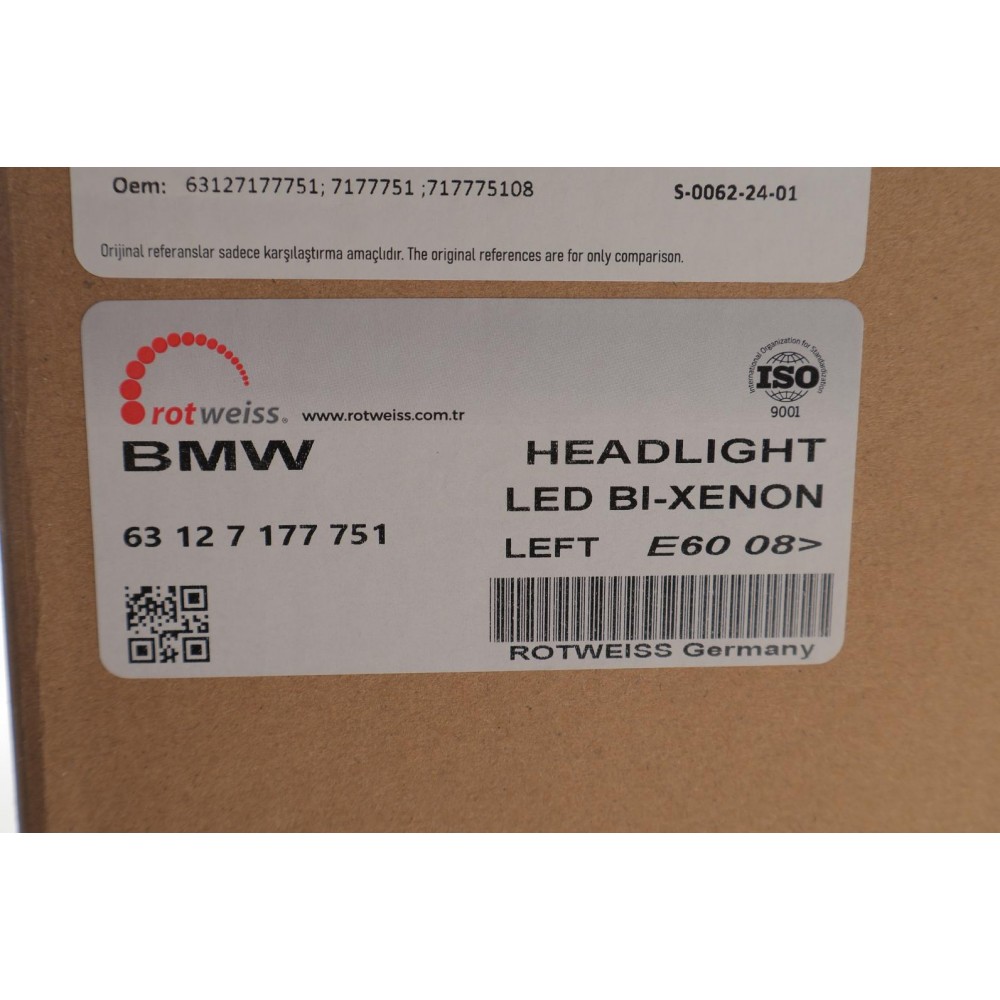 Oem: 63127177751; 7177751 ;717775108
S-0062-24-01
Orijinal referanslar sadece karşılaştırma amaçlıdır. The original references are for only comparison.
rotweiss® www.rotweiss.com.tr
International Organization for Standardization
ISO
9001
BMW
HEADLIGHT
LED BI-XENON
63 12 7 177 751
LEFT E60 08>
ROTWEISS Germany